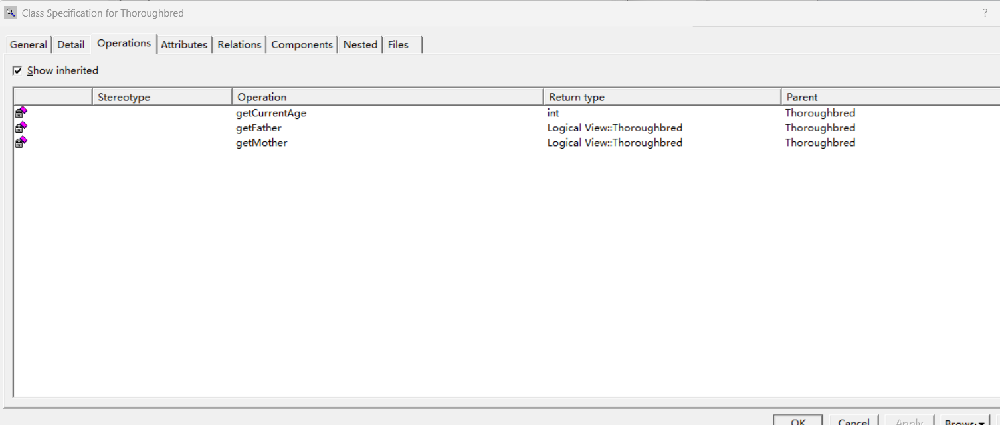 Class Specification for Thoroughbred ?
General Detail Operations Attributes Relations Components Nested Files
Show inherited
Stereotype Operation Return type Parent
getCurrentAge int Thoroughbred
getFather Logical View::Thoroughbred Thoroughbred
getMother Logical View::Thoroughbred Thoroughbred
OK Cancel Apply